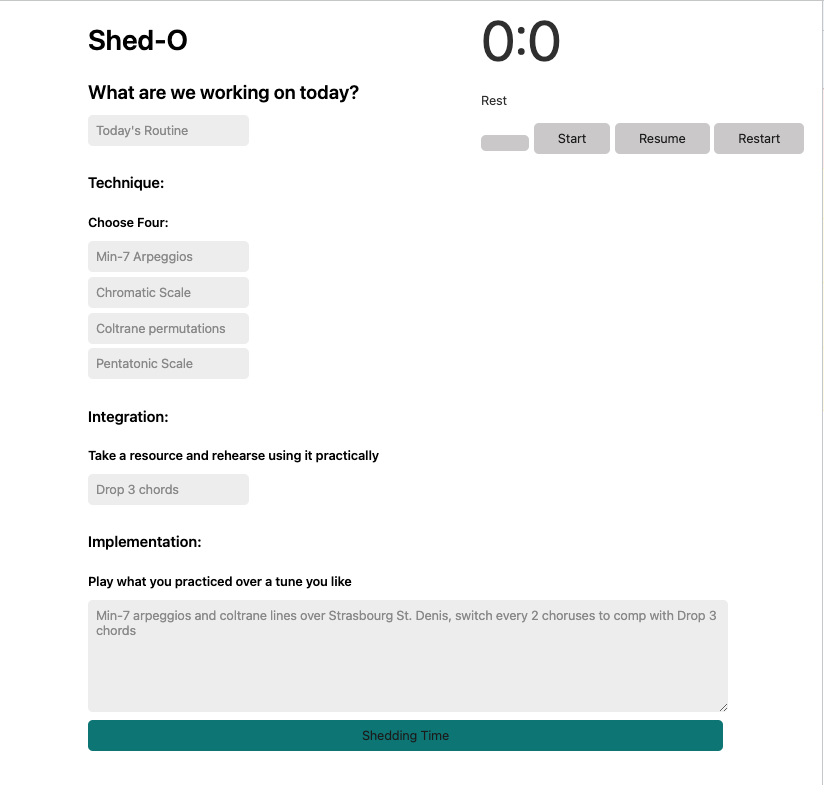 Shed-O
What are we working on today?
Today's Routine
Technique:
Choose Four:
Min-7 Arpeggios
Chromatic Scale
Coltrane permutations
Pentatonic Scale
Integration:
Take a resource and rehearse using it practically
Drop 3 chords
Implementation:
Play what you practiced over a tune you like
Min-7 arpeggios and coltrane lines over Strasbourg St. Denis, switch every 2 choruses to comp with Drop 3
chords
Shedding Time
0:0
Rest
Start
Resume
Restart